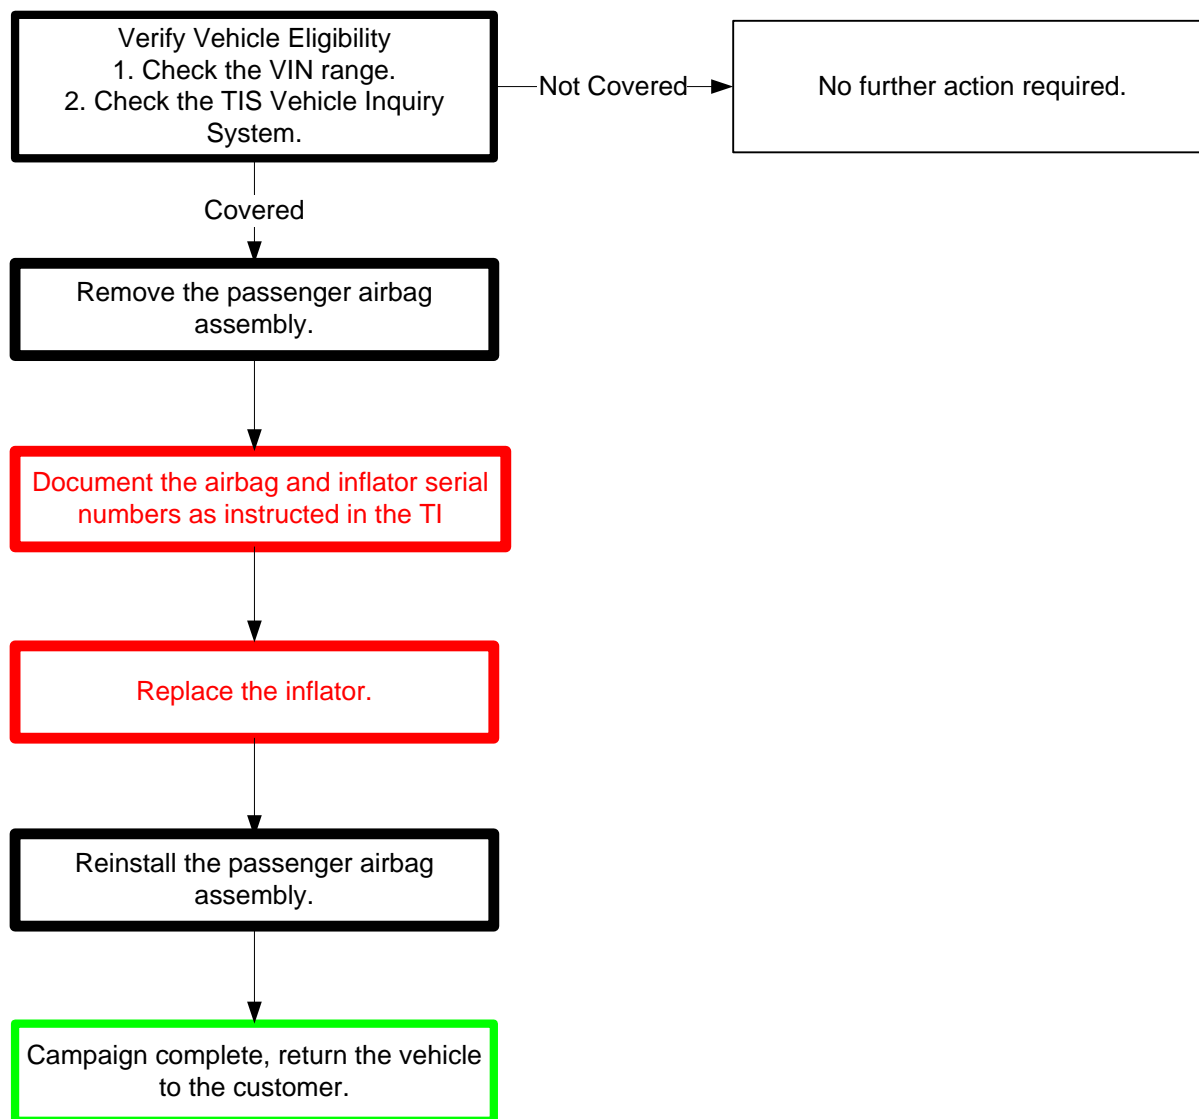 Verify Vehicle Eligibility
1. Check the VIN range.
2. Check the TIS Vehicle Inquiry
System.
Not Covered
No further action required.
Covered
Remove the passenger airbag
assembly.
Document the airbag and inflator serial
numbers as instructed in the TI
Replace the inflator.
Reinstall the passenger airbag
assembly.
Campaign complete, return the vehicle
to the customer.